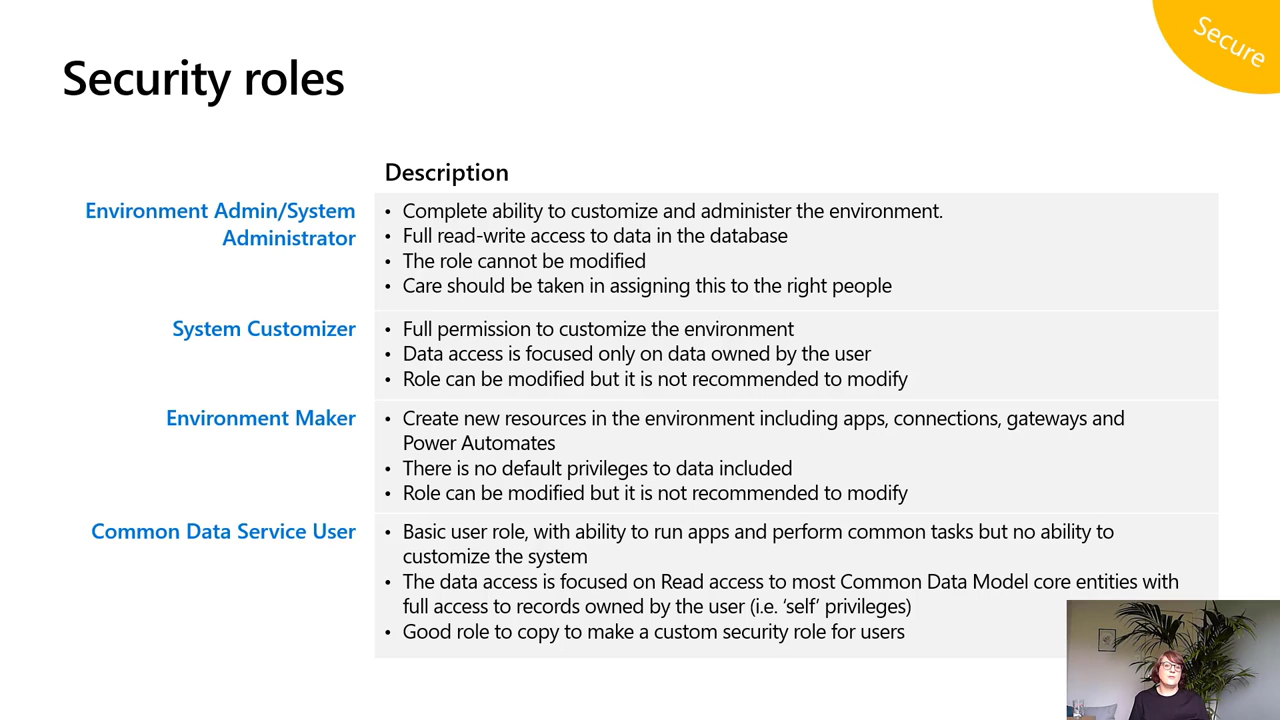 Secure
Security roles
Description
Environment Admin/System
Administrator
• Complete ability to customize and administer the environment.
• Full read-write access to data in the database
• The role cannot be modified
• Care should be taken in assigning this to the right people
System Customizer
• Full permission to customize the environment
• Data access is focused only on data owned by the user
• Role can be modified but it is not recommended to modify
Environment Maker
• Create new resources in the environment including apps, connections, gateways and
Power Automates
• There is no default privileges to data included
• Role can be modified but it is not recommended to modify
Common Data Service User
• Basic user role, with ability to run apps and perform common tasks but no ability to
customize the system
• The data access is focused on Read access to most Common Data Model core entities with
full access to records owned by the user (i.e. ‘self’ privileges)
• Good role to copy to make a custom security role for users